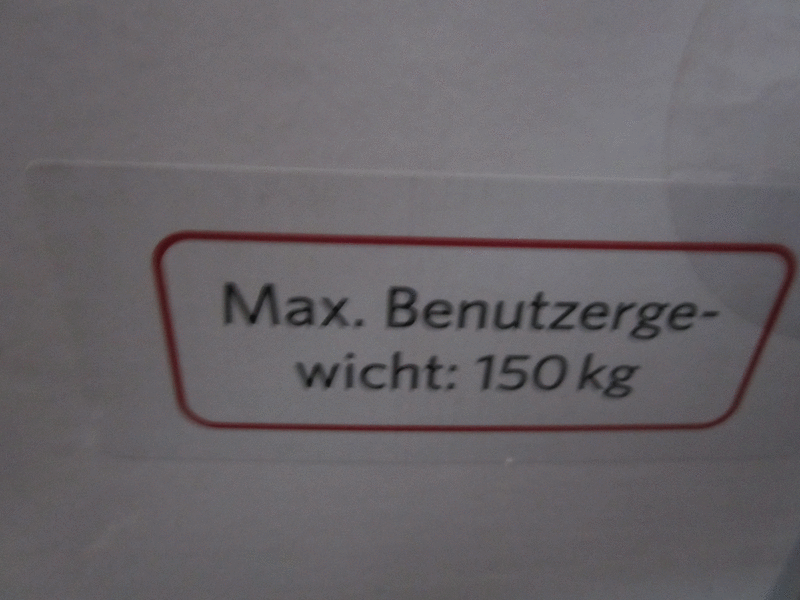 Max. Benutzerge-
wicht: 150 kg